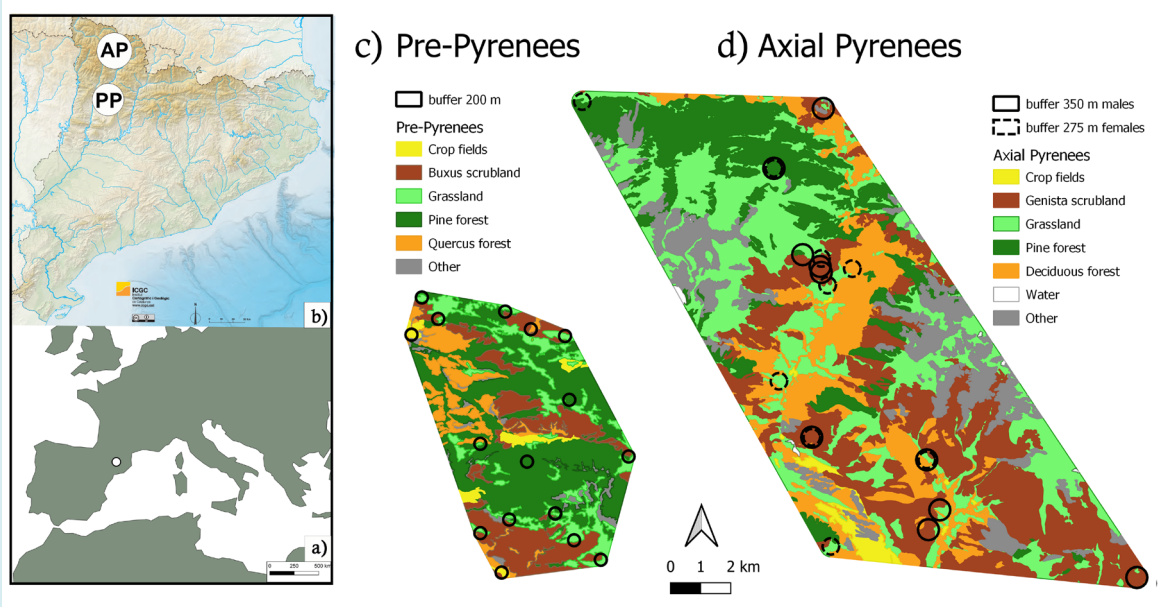 AP
PP
ICGC
b)
a)
0 250 500 km
c) Pre-Pyrenees
buffer 200 m
Pre-Pyrenees
Crop fields
Buxus scrubland
Grassland
Pine forest
Quercus forest
Other
d) Axial Pyrenees
buffer 350 m males
buffer 275 m females
Axial Pyrenees
Crop fields
Genista scrubland
Grassland
Pine forest
Deciduous forest
Water
Other
0 1 2 km